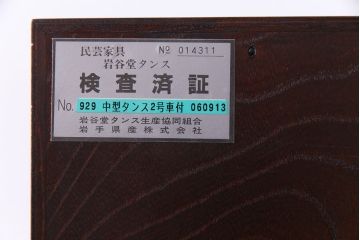 民芸家具 No 014311
岩谷堂タンス
検査済証
No. 929 中型タンス2号車付 060913
岩谷堂タンス生産協同組合
岩手県産株式会社